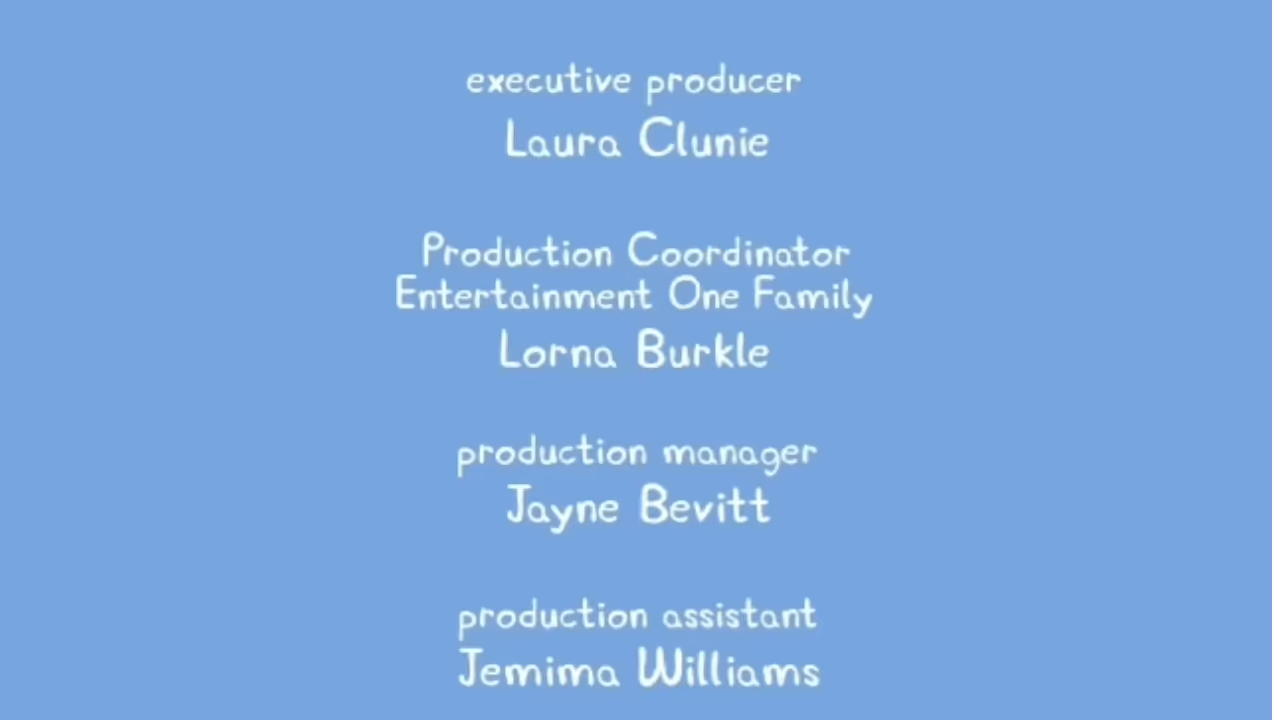 executive producer
Laura Clunie
Production Coordinator
Entertainment One Family
Lorna Burkle
production manager
Jayne Bevitt
production assistant
Jemima Williams